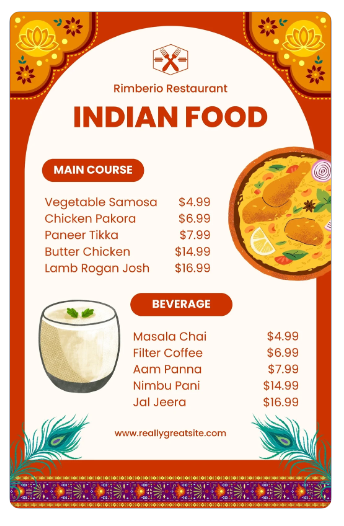 Rimberio Restaurant
INDIAN FOOD
MAIN COURSE
Vegetable Samosa $4.99
Chicken Pakora $6.99
Paneer Tikka $7.99
Butter Chicken $14.99
Lamb Rogan Josh $16.99
BEVERAGE
Masala Chai $4.99
Filter Coffee $6.99
Aam Panna $7.99
Nimbu Pani $14.99
Jal Jeera $16.99
www.reallygreatsite.com